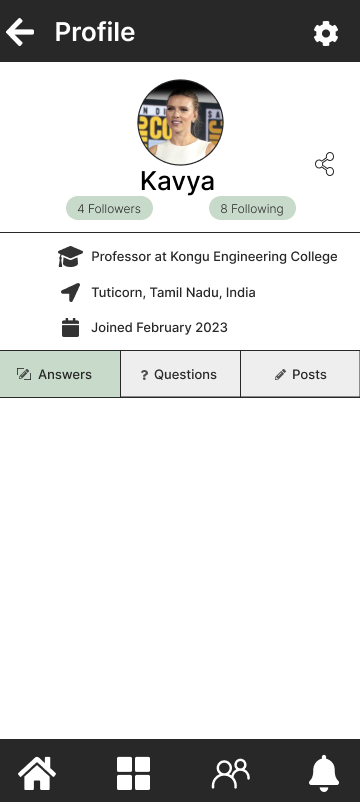 Profile
Kavya
4 Followers
8 Following
Professor at Kongu Engineering College
Tuticorn, Tamil Nadu, India
Joined February 2023
Answers
? Questions
Posts